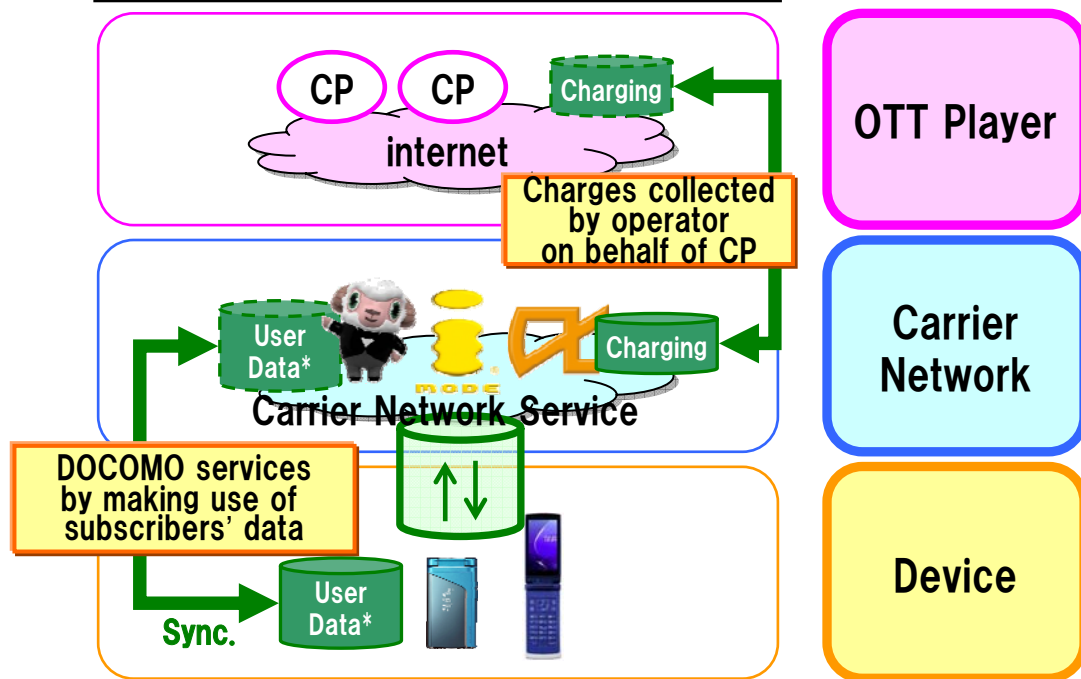 CP
CP
Charging
internet
OTT Player
Charges collected
by operator
on behalf of CP
User
Data*
MODE
Charging
Carrier Network Service
Carrier
Network
DOCOMO services
by making use of
subscribers' data
User
Data*
Sync.
Device